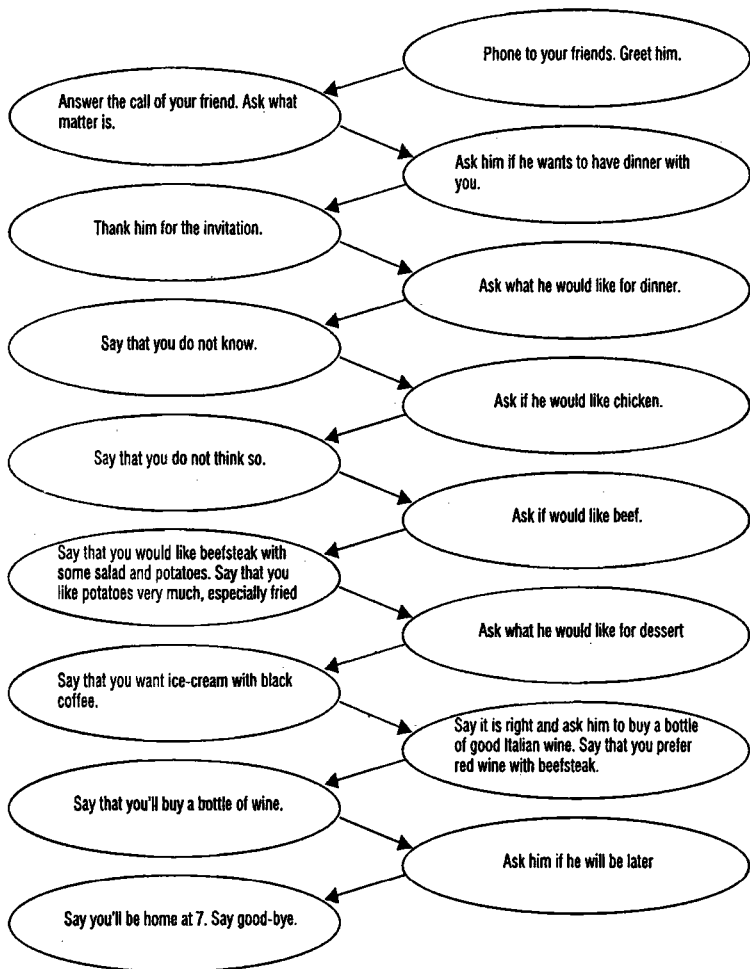 Phone to your friends. Greet him.
Answer the call of your friend. Ask what
matter is.
Ask him if he wants to have dinner with
you.
Thank him for the invitation.
Ask what he would like for dinner.
Say that you do not know.
Ask if he would like chicken.
Say that you do not think so.
Ask if would like beef.
Say that you would like beefsteak with
some salad and potatoes. Say that you
like potatoes very much, especially fried
Ask what he would like for dessert
Say that you want ice-cream with black
coffee.
Say it is right and ask him to buy a bottle
of good Italian wine. Say that you prefer
red wine with beefsteak.
Say that you'll buy a bottle of wine.
Ask him if he will be later
Say you'll be home at 7. Say good-bye.